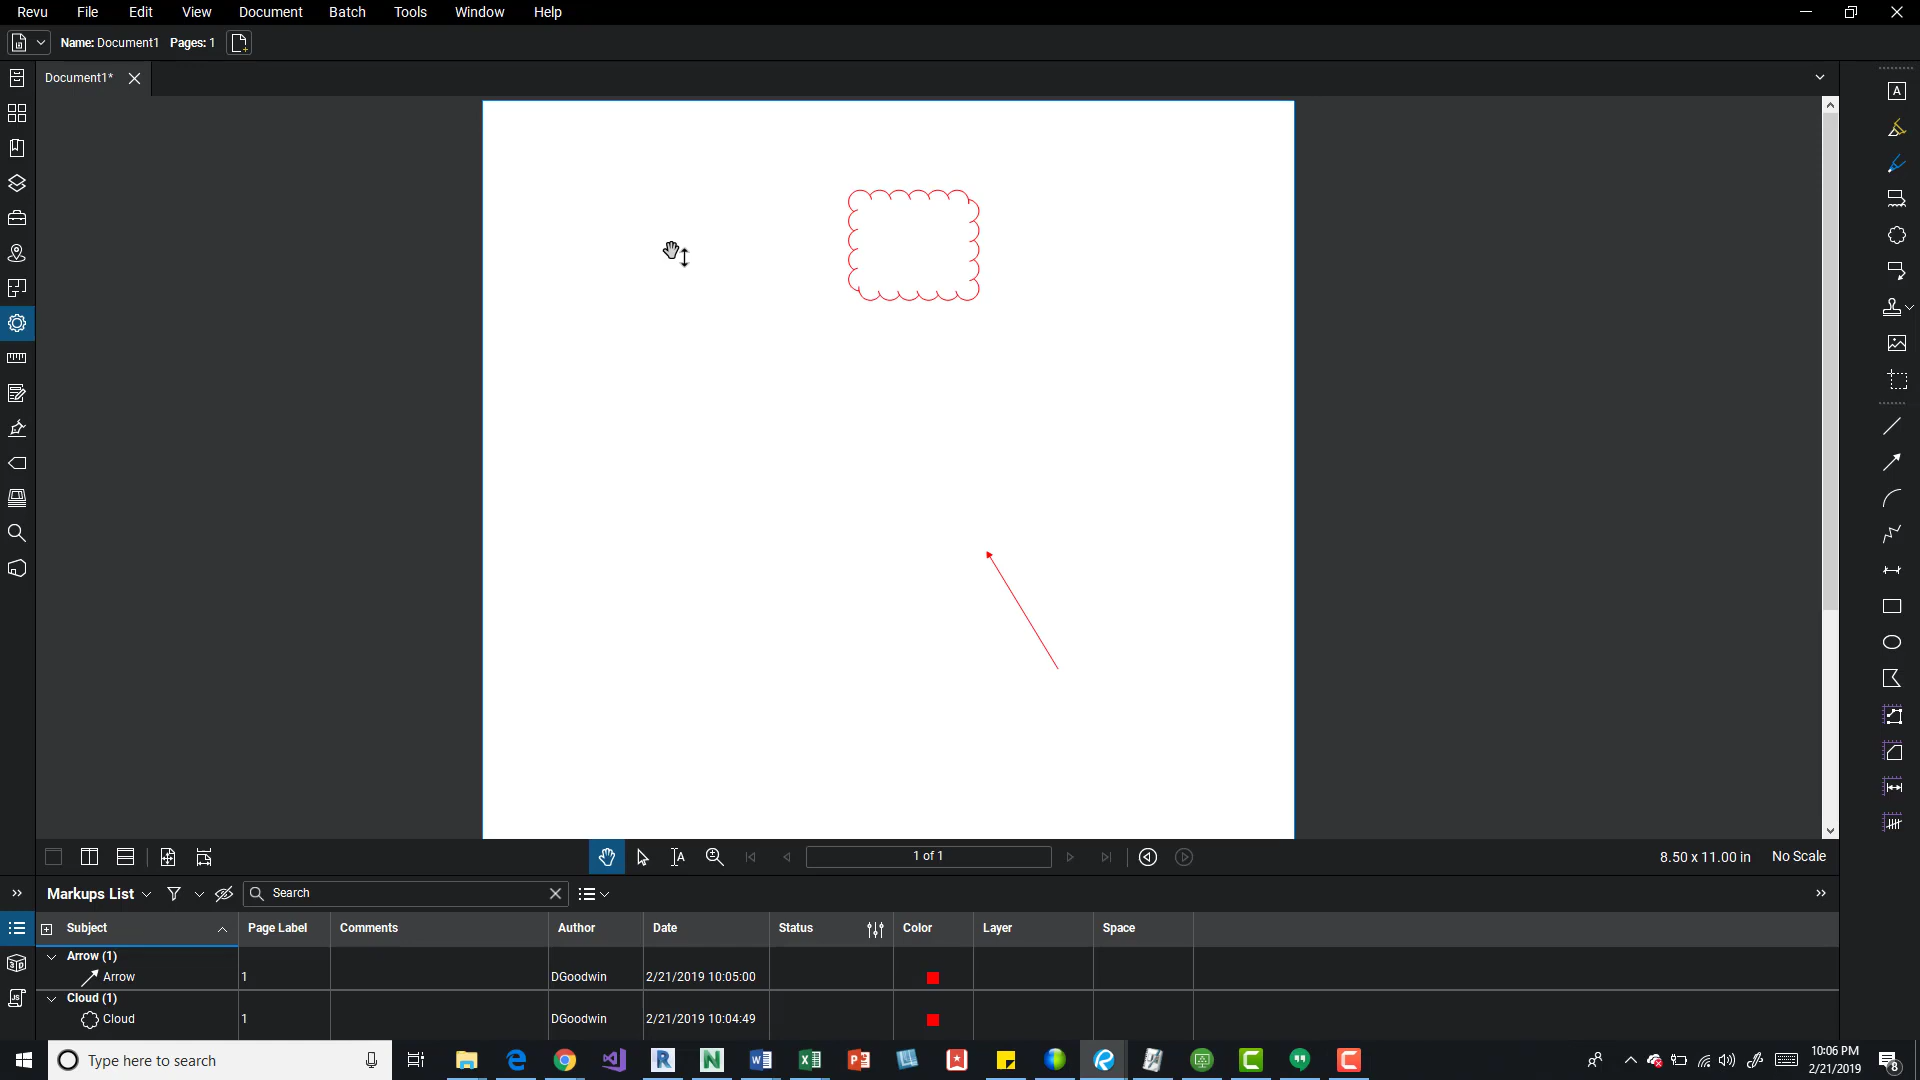 Revu File Edit View Document Batch Tools Window Help
Name: Document1 Pages: 1
Document1*
1 of 1
8.50 x 11.00 in No Scale
Markups List Search
Subject Page Label Comments Author Date Status Color Layer Space
Arrow (1)
Arrow 1 DGoodwin 2/21/2019 10:05:00
Cloud (1)
Cloud 1 DGoodwin 2/21/2019 10:04:49
Type here to search
10:06 PM
2/21/2019
8